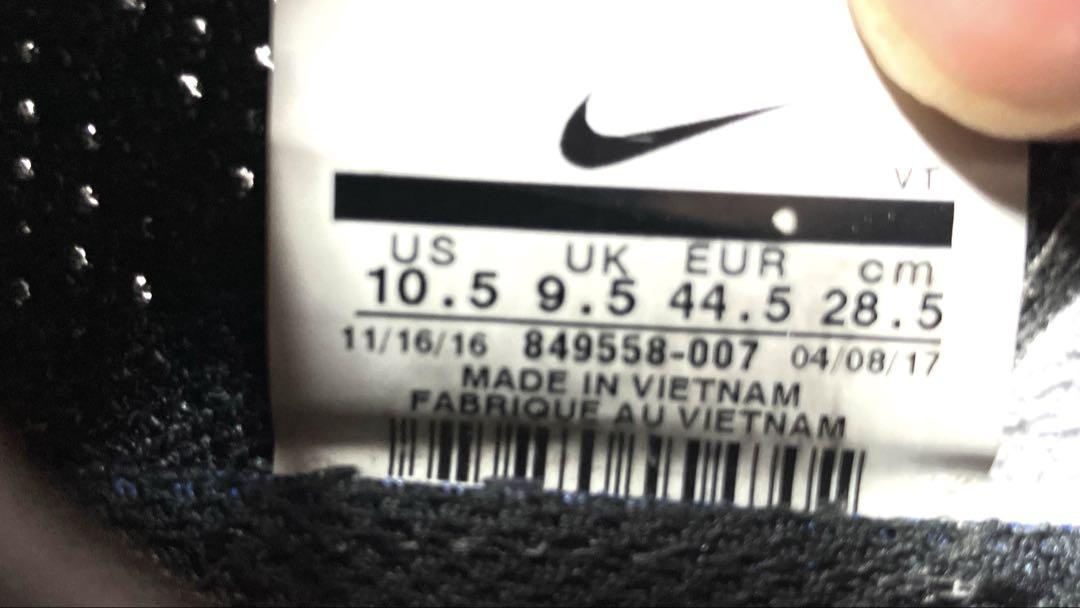 VT
US UK EUR cm
10.5 9.5 44.5 28.5
11/16/16 849558-007 04/08/17
MADE IN VIETNAM
FABRIQUE AU VIETNAM